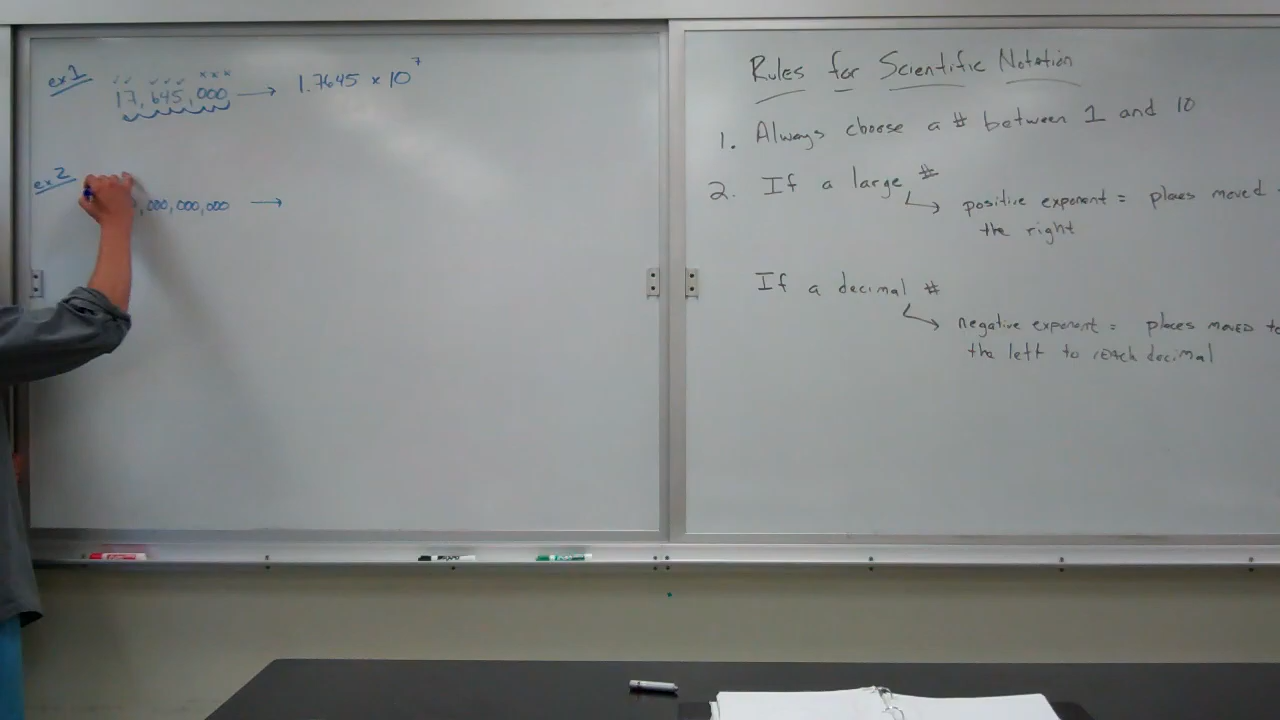 ex1
17,645,000 → 1.7645 × 10⁷
ex2
,000,000,000 →
Rules for Scientific Notation
1. Always choose a # between 1 and 10
2. If a large #
↳ positive exponent = places moved
the right
If a decimal #
↳ negative exponent = places moved to
the left to reach decimal